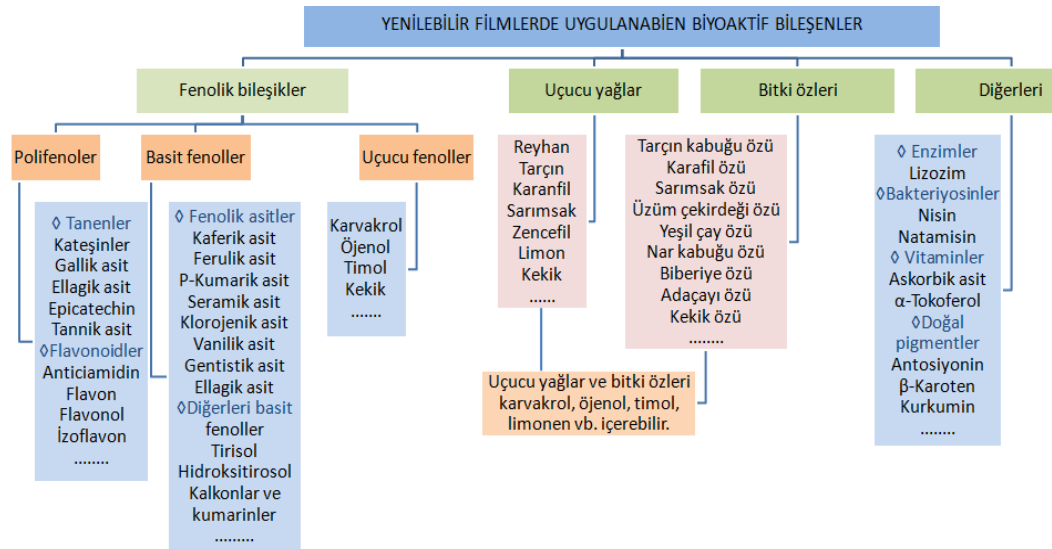 YENİLEBİLİR FİLMLERDE UYGULANABİEN BİYOAKTİF BİLEŞENLER
Fenolik bileşikler
Uçucu yağlar
Bitki özleri
Diğerleri
Polifenoler
Basit fenoller
Uçucu fenoller
◊ Tanenler
Kateşinler
Gallik asit
Ellagik asit
Epicatechin
Tannik asit
◊Flavonoidler
Anticiamidin
Flavon
Flavonol
İzoflavon
........
◊ Fenolik asitler
Kaferik asit
Ferulik asit
P-Kumarik asit
Seramik asit
Klorojenik asit
Vanilik asit
Gentistik asit
Ellagik asit
◊Diğerleri basit
fenoller
Tirisol
Hidroksitirosol
Kalkonlar ve
kumarinler
.........
Karvakrol
Öjenol
Timol
Kekik
.......
Reyhan
Tarçın
Karanfil
Sarımsak
Zencefil
Limon
Kekik
......
Tarçın kabuğu özü
Karafil özü
Sarımsak özü
Üzüm çekirdeği özü
Yeşil çay özü
Nar kabuğu özü
Biberiye özü
Adaçayı özü
Kekik özü
........
Uçucu yağlar ve bitki özleri
karvakrol, öjenol, timol,
limonen vb. içerebilir.
◊ Enzimler
Lizozim
◊Bakteriyosinler
Nisin
Natamisin
◊ Vitaminler
Askorbik asit
α-Tokoferol
◊Doğal
pigmentler
Antosiyonin
β-Karoten
Kurkumin
........